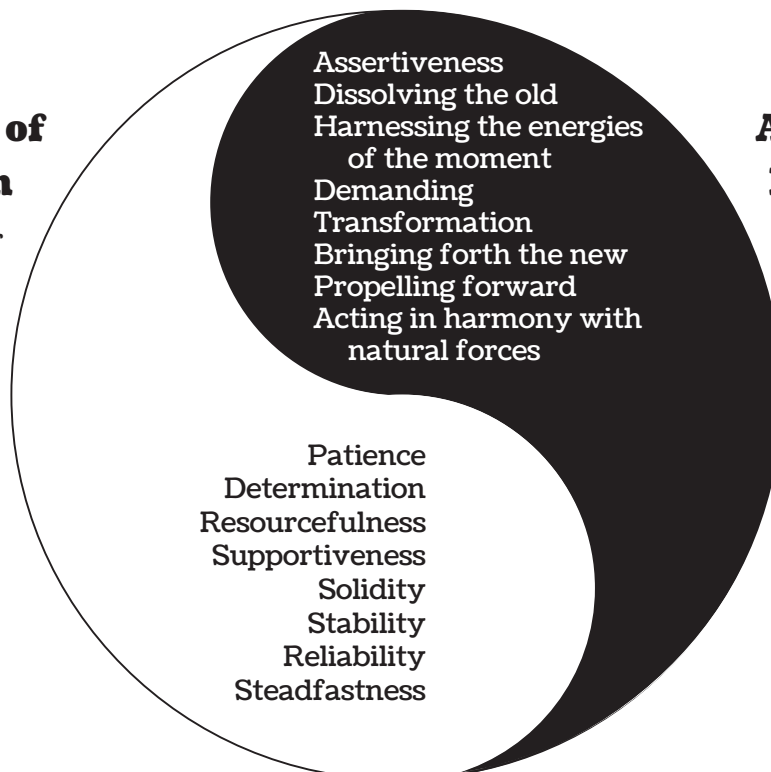 of
A
Assertiveness
Dissolving the old
Harnessing the energies
of the moment
Demanding
Transformation
Bringing forth the new
Propelling forward
Acting in harmony with
natural forces
Patience
Determination
Resourcefulness
Supportiveness
Solidity
Stability
Reliability
Steadfastness